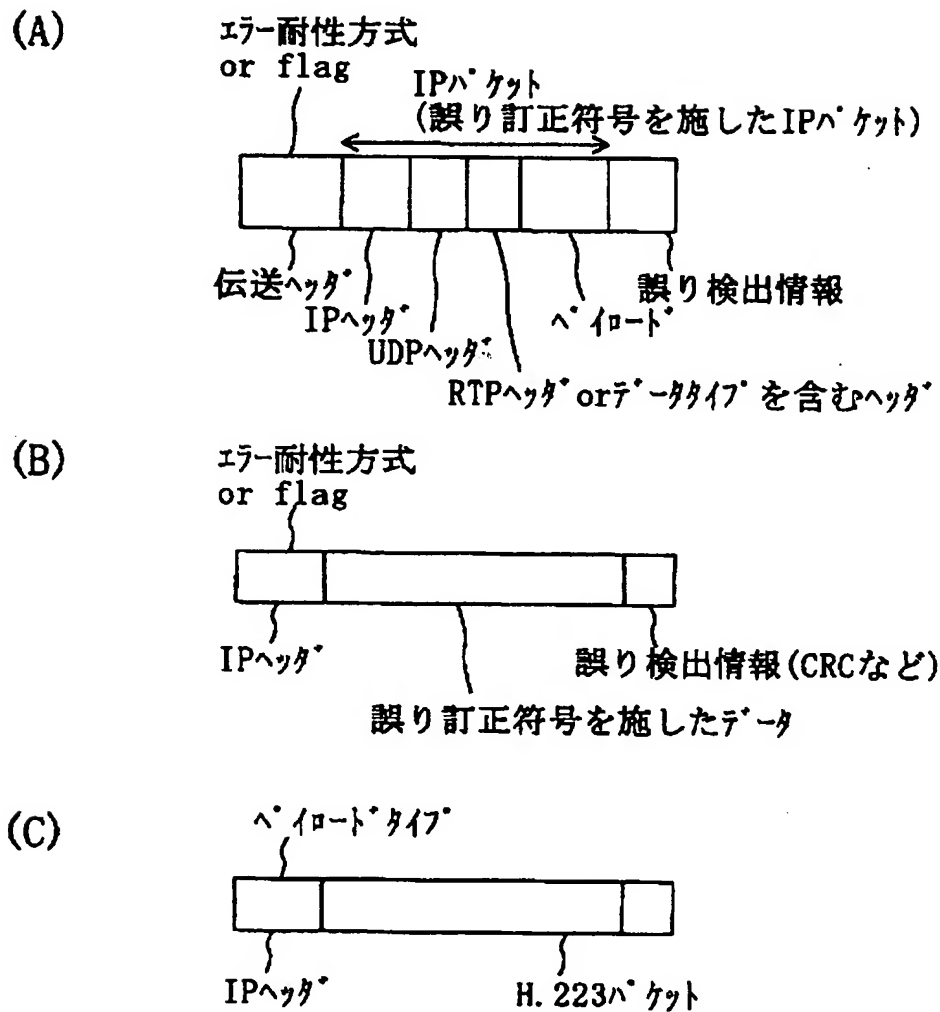 (A)
ｴﾗｰ耐性方式
or flag
IPﾊﾟｹｯﾄ
(誤り訂正符号を施したIPﾊﾟｹｯﾄ)
伝送ﾍｯﾀﾞ
誤り検出情報
IPﾍｯﾀﾞ
ﾍﾟｲﾛｰﾄﾞ
UDPﾍｯﾀﾞ
RTPﾍｯﾀﾞorﾃﾞｰﾀﾀｲﾌﾟを含むﾍｯﾀﾞ
(B)
ｴﾗｰ耐性方式
or flag
IPﾍｯﾀﾞ
誤り検出情報(CRCなど)
誤り訂正符号を施したﾃﾞｰﾀ
(C)
ﾍﾟｲﾛｰﾄﾞﾀｲﾌﾟ
IPﾍｯﾀﾞ
H.223ﾊﾟｹｯﾄ